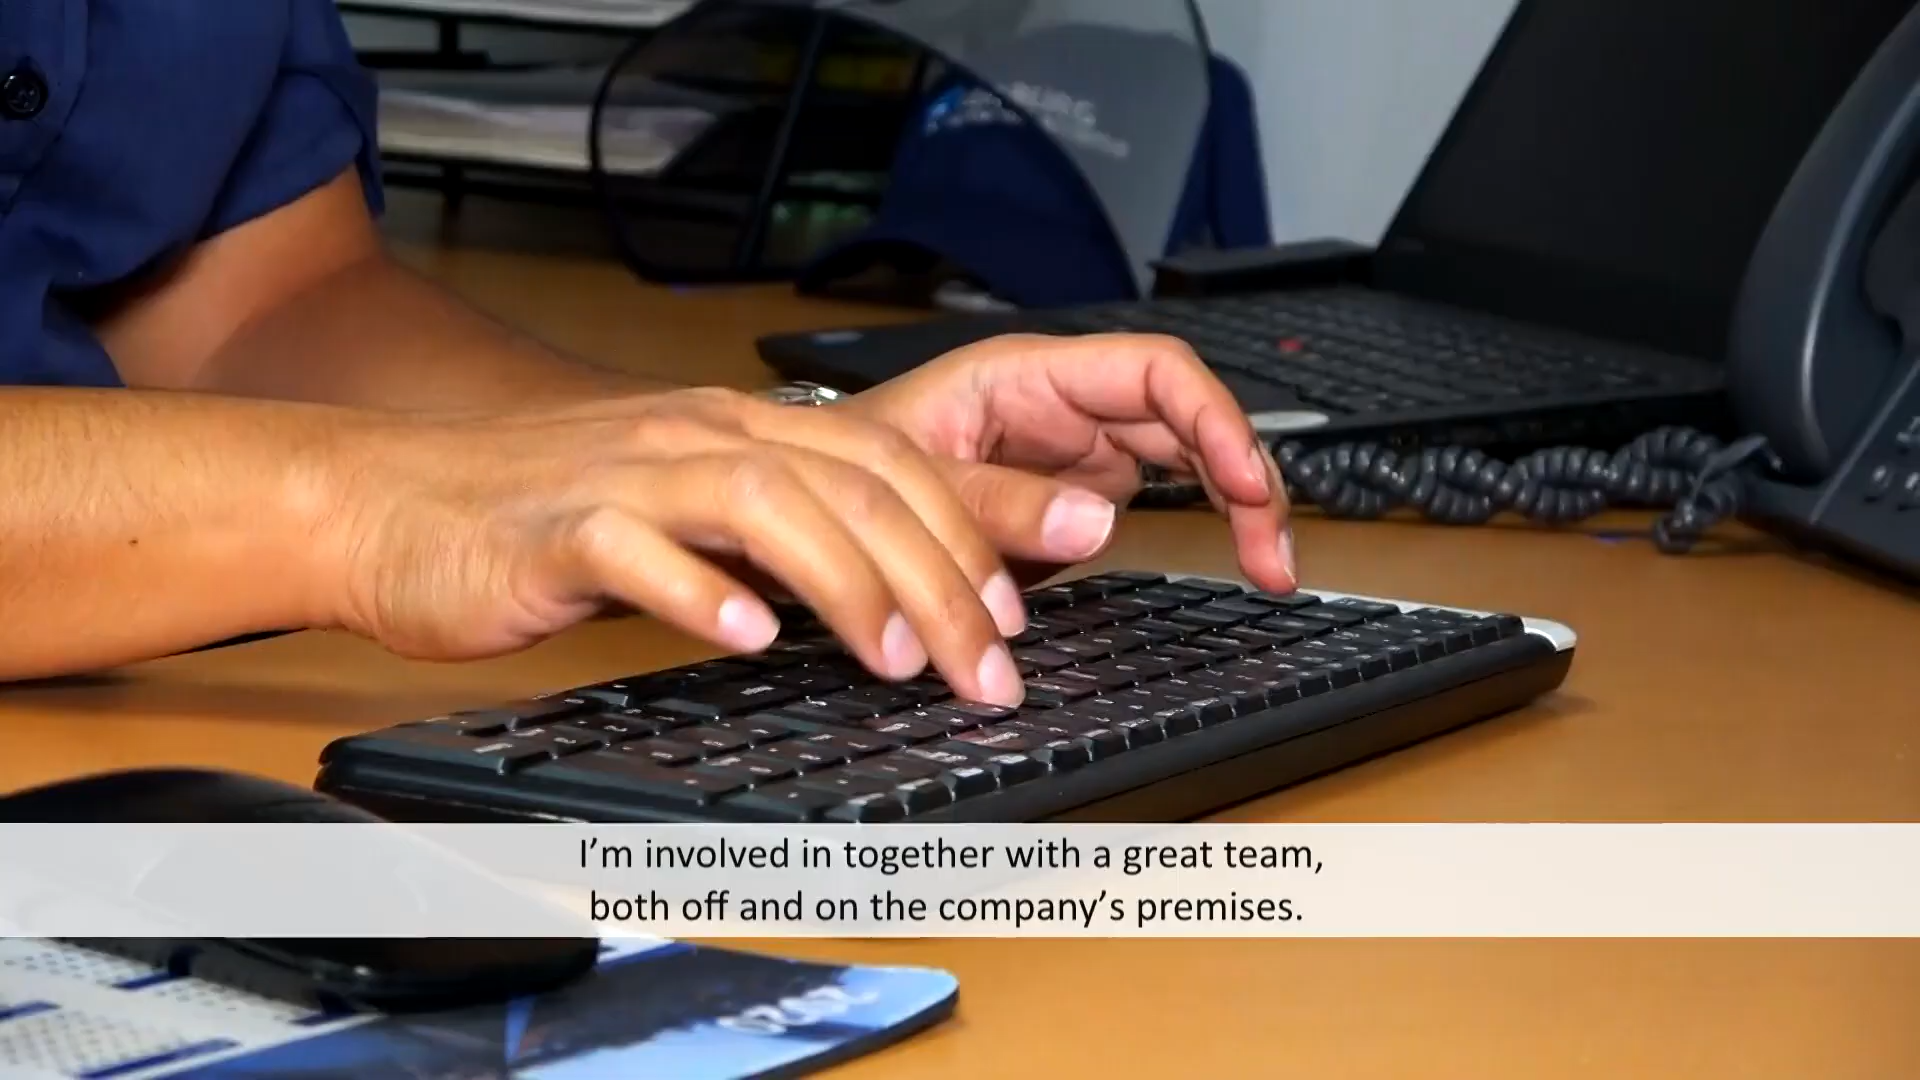 I’m involved in together with a great team,
both off and on the company’s premises.